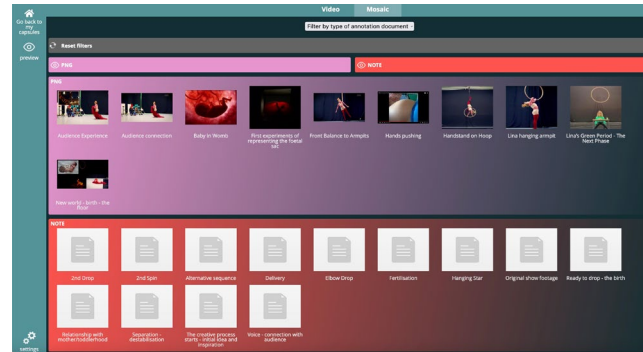 Video Mosaic
Go back to
my
capsules
preview
Filter by type of annotation document
Reset filters
PNG
NOTE
PNG
Audience Experience
Audience connection
Baby in Womb
First experiments of
representing the foetal
sac
Front Balance to Armpits
Hands pushing
Handstand on Hoop
Lina hanging armpit
Lina's Green Period - The
Next Phase
New world - birth - the
floor
NOTE
2nd Drop
2nd Spin
Alternative sequence
Delivery
Elbow Drop
Fertilisation
Hanging Star
Original show footage
Ready to drop - the birth
Relationship with
mother/toddlerhood
Separation -
destabilisation
The creative process
starts - initial idea and
inspiration
Voice - connection with
audience
settings